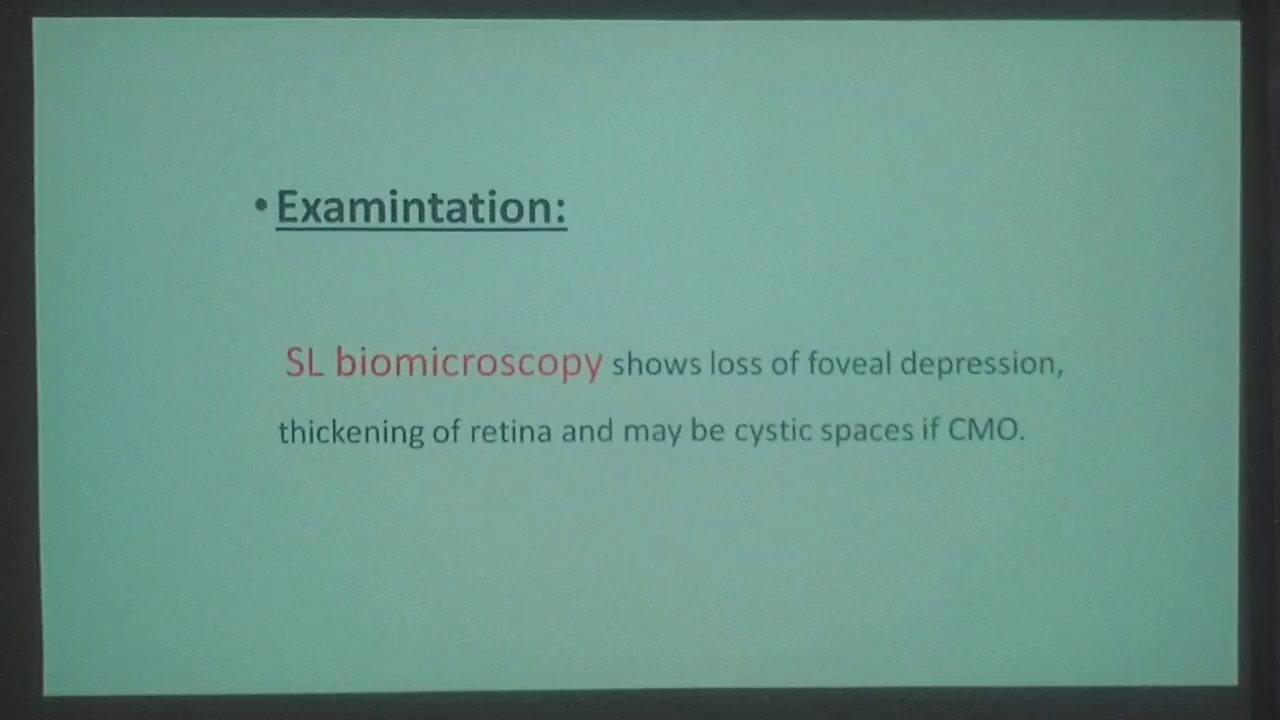 • Examintation:
SL biomicroscopy shows loss of foveal depression,
thickening of retina and may be cystic spaces if CMO.